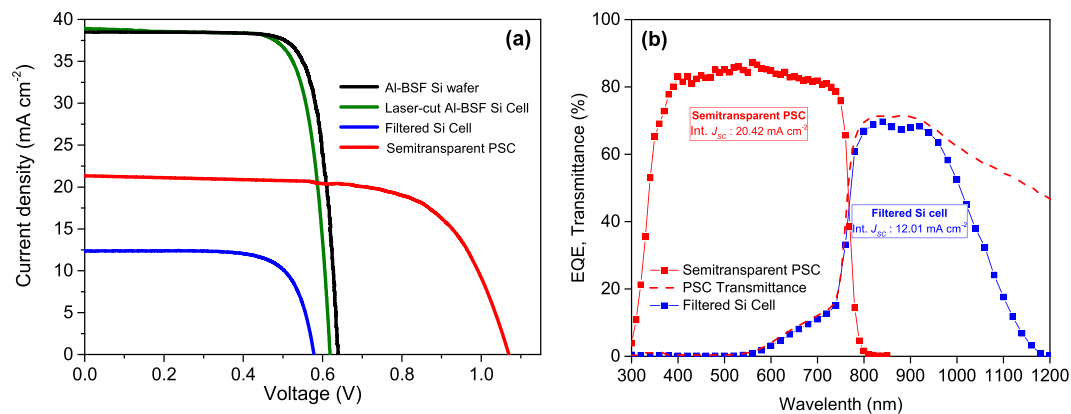 (a)
Current density (mA cm⁻²)
40
35
30
25
20
15
10
5
0
Al-BSF Si wafer
Laser-cut Al-BSF Si Cell
Filtered Si Cell
Semitransparent PSC
0.0
0.2
0.4
0.6
0.8
1.0
Voltage (V)
(b)
EQE, Transmittance (%)
100
80
60
40
20
0
Semitransparent PSC
Int. JSC : 20.42 mA cm⁻²
Filtered Si cell
Int. JSC : 12.01 mA cm⁻²
Semitransparent PSC
PSC Transmittance
Filtered Si Cell
300
400
500
600
700
800
900
1000
1100
1200
Wavelenth (nm)